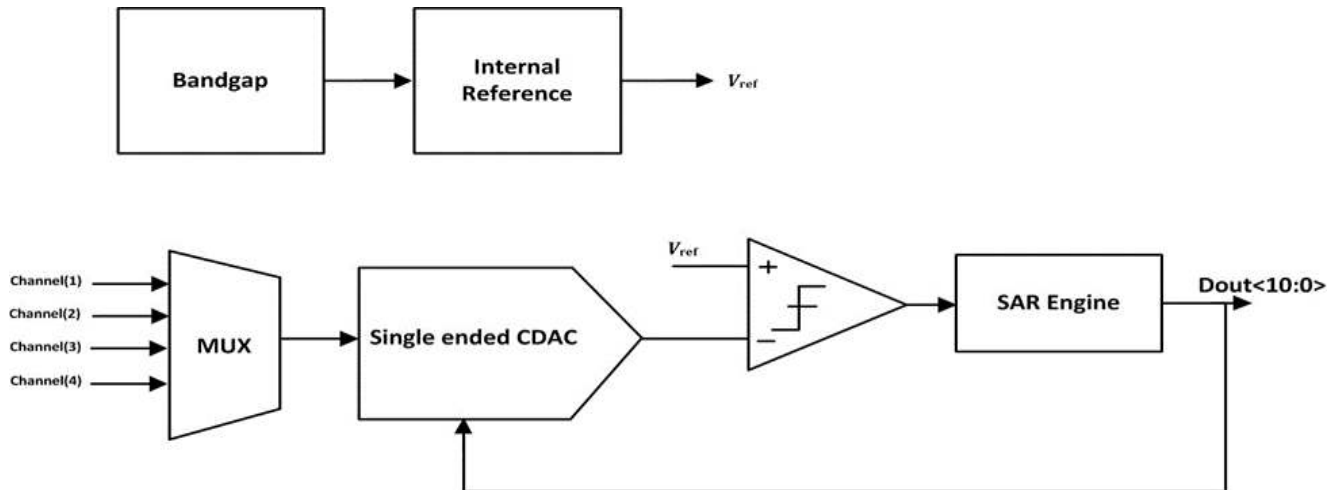 Bandgap
Internal
Reference
Vref
Channel(1)
Channel(2)
Channel(3)
Channel(4)
MUX
Single ended CDAC
Vref
+
−
SAR Engine
Dout<10:0>